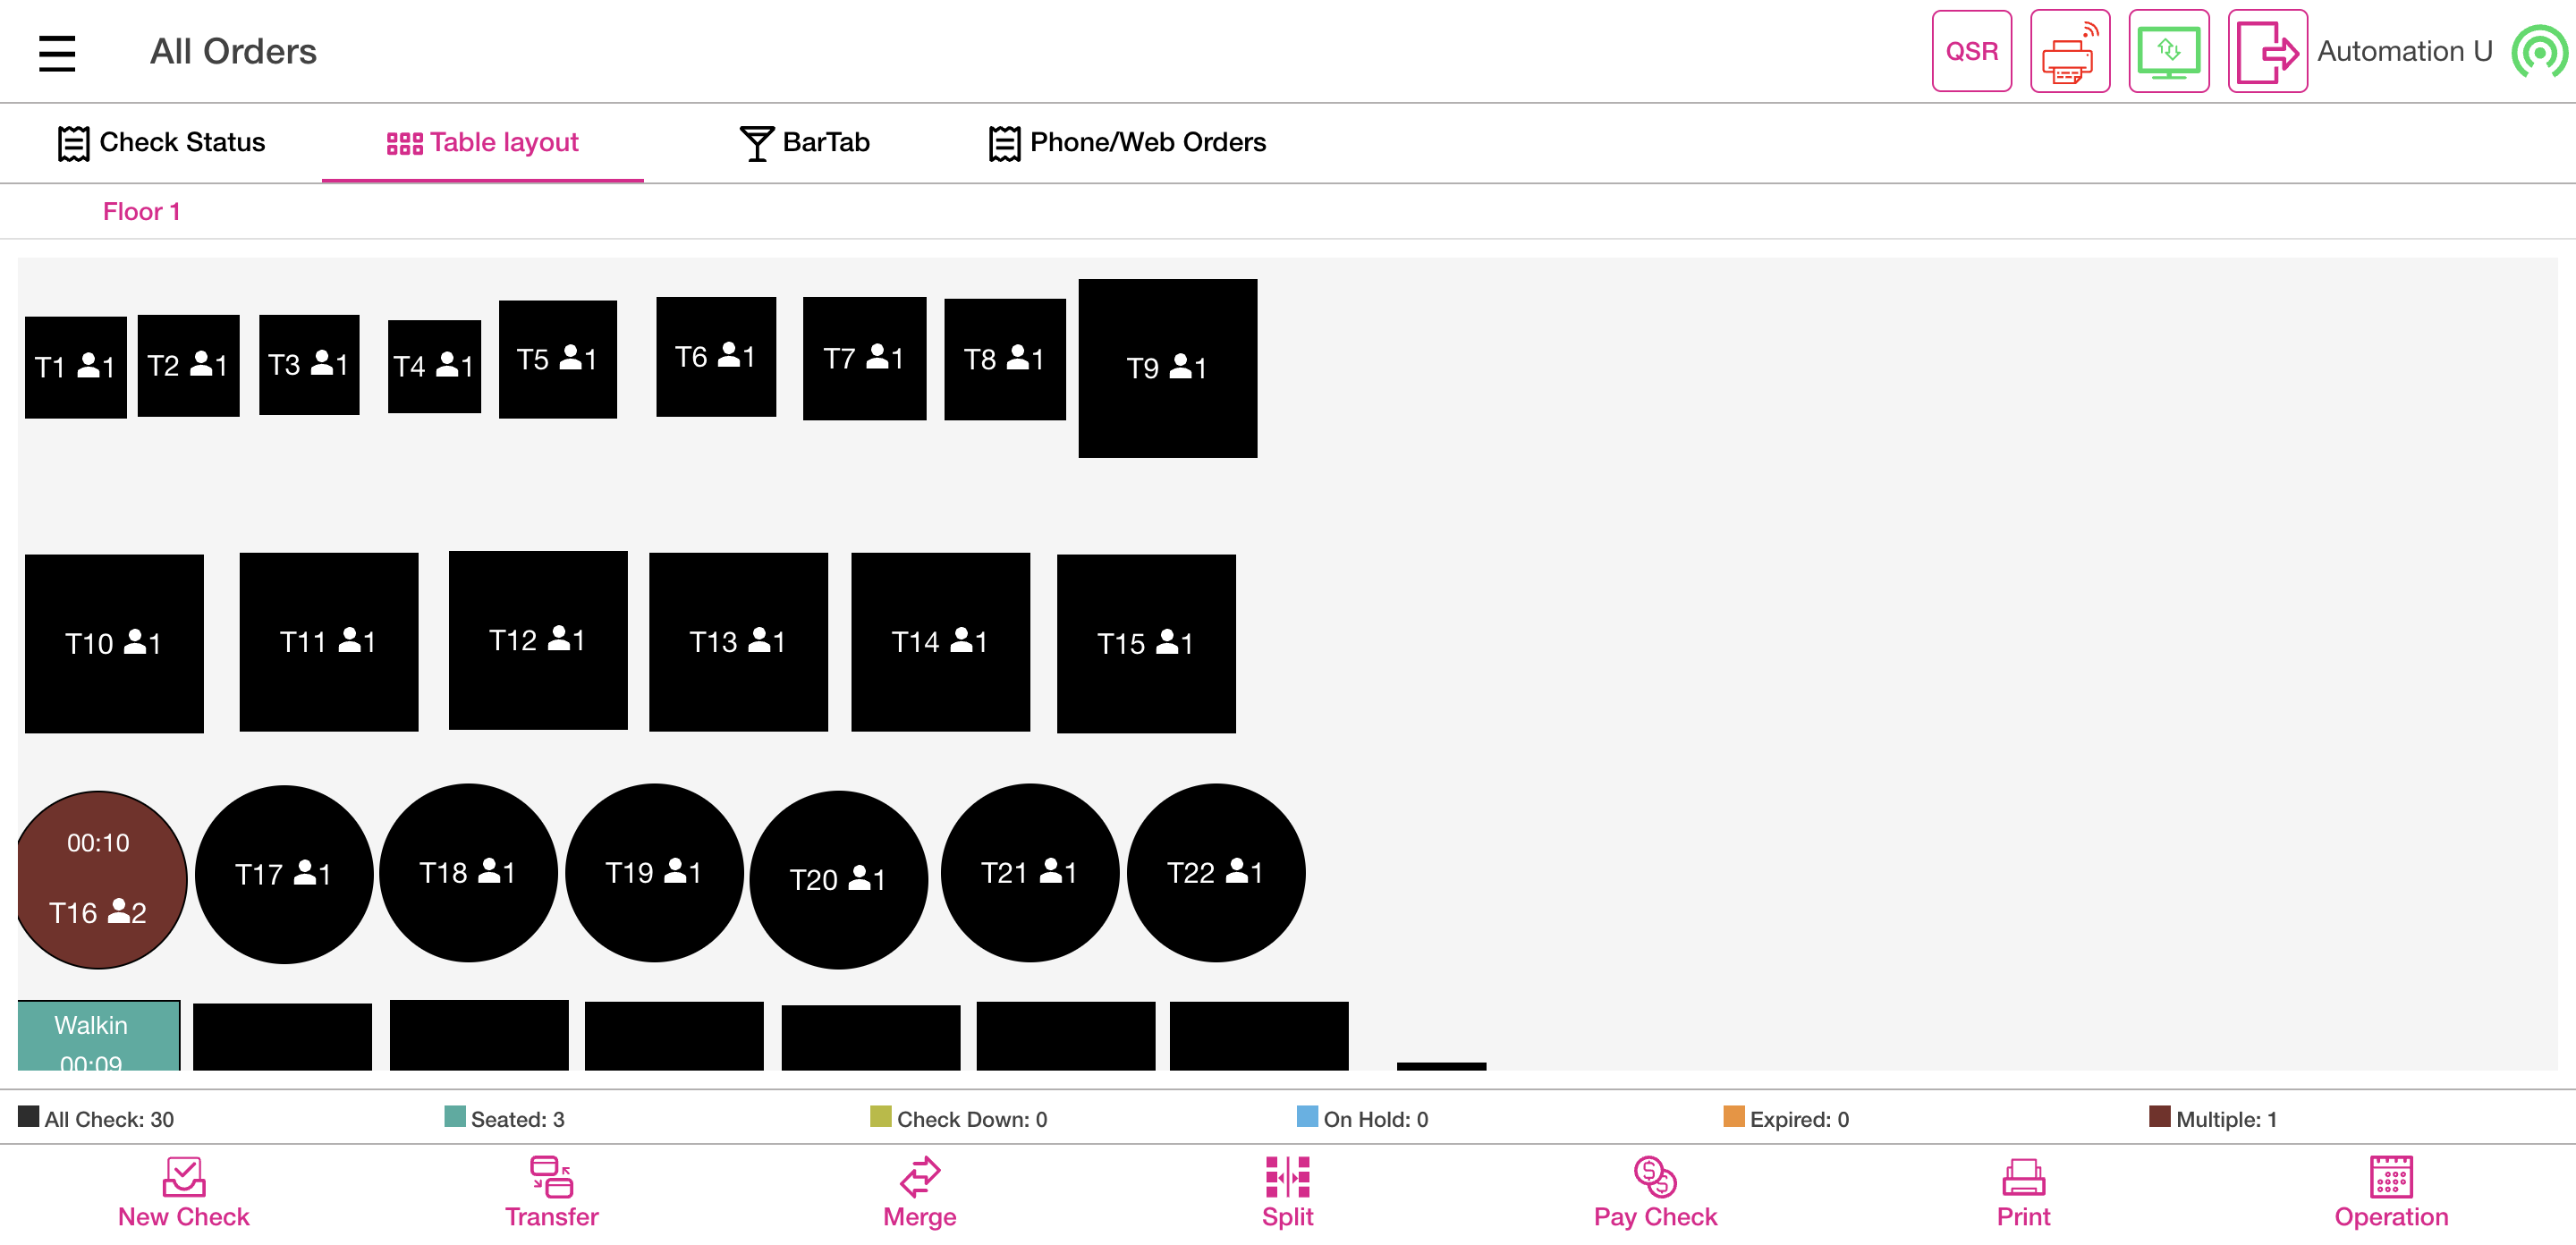 All Orders
QSR
Automation U
Check Status
Table layout
BarTab
Phone/Web Orders
Floor 1
T1 1
T2 1
T3 1
T4 1
T5 1
T6 1
T7 1
T8 1
T9 1
T10 1
T11 1
T12 1
T13 1
T14 1
T15 1
00:10
T16 2
T17 1
T18 1
T19 1
T20 1
T21 1
T22 1
Walkin
00:09
All Check: 30
Seated: 3
Check Down: 0
On Hold: 0
Expired: 0
Multiple: 1
New Check
Transfer
Merge
Split
Pay Check
Print
Operation